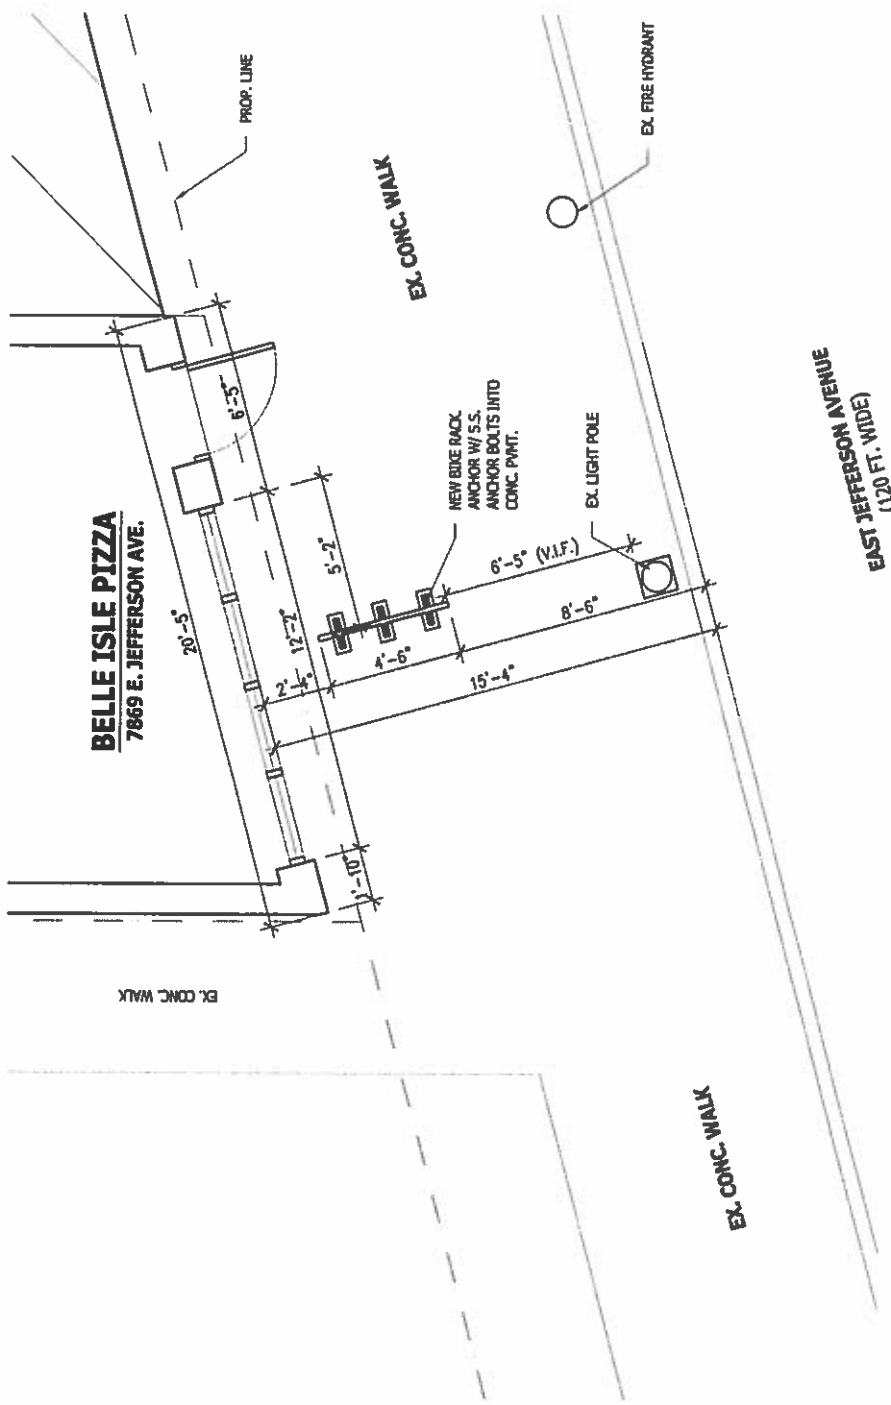 BELLE ISLE PIZZA
7869 E. JEFFERSON AVE.
20'-5"
PROP. LINE
6'-5"
EX. CONC. WALK
EX. FIRE HYDRANT
12'-2"
5'-2"
NEW BIKE RACK.
ANCHOR W/ S.S.
ANCHOR BOLTS INTO
CONC. PVMT.
EX. LIGHT POLE
2'-4"
4'-6"
6'-5" (V.I.F.)
8'-6"
15'-4"
1'-10"
EX. CONC. WALK
EX. CONC. WALK
EAST JEFFERSON AVENUE
(120 FT. WIDE)